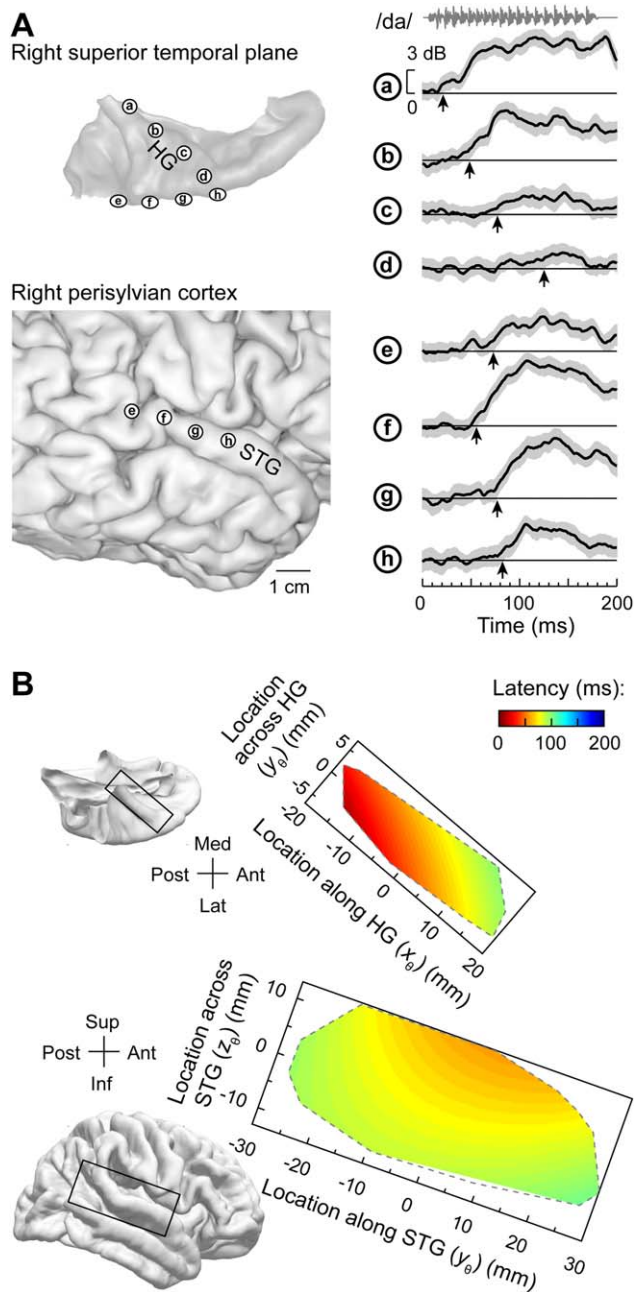 A
Right superior temporal plane
a
b
HG
c
d
e
f
g
h
Right perisylvian cortex
e
f
g
h
STG
1 cm
/da/
3 dB
0
a
b
c
d
e
f
g
h
0 100 200
Time (ms)
B
Latency (ms):
0 100 200
Location
across HG
(yθ) (mm)
5
0
-5
-20
-10
0
10
20
Location along HG (xθ) (mm)
Med
Post Ant
Lat
Sup
Post Ant
Inf
Location across
STG (zθ) (mm)
10
0
-10
-30
-20
-10
0
10
20
30
Location along STG (yθ) (mm)